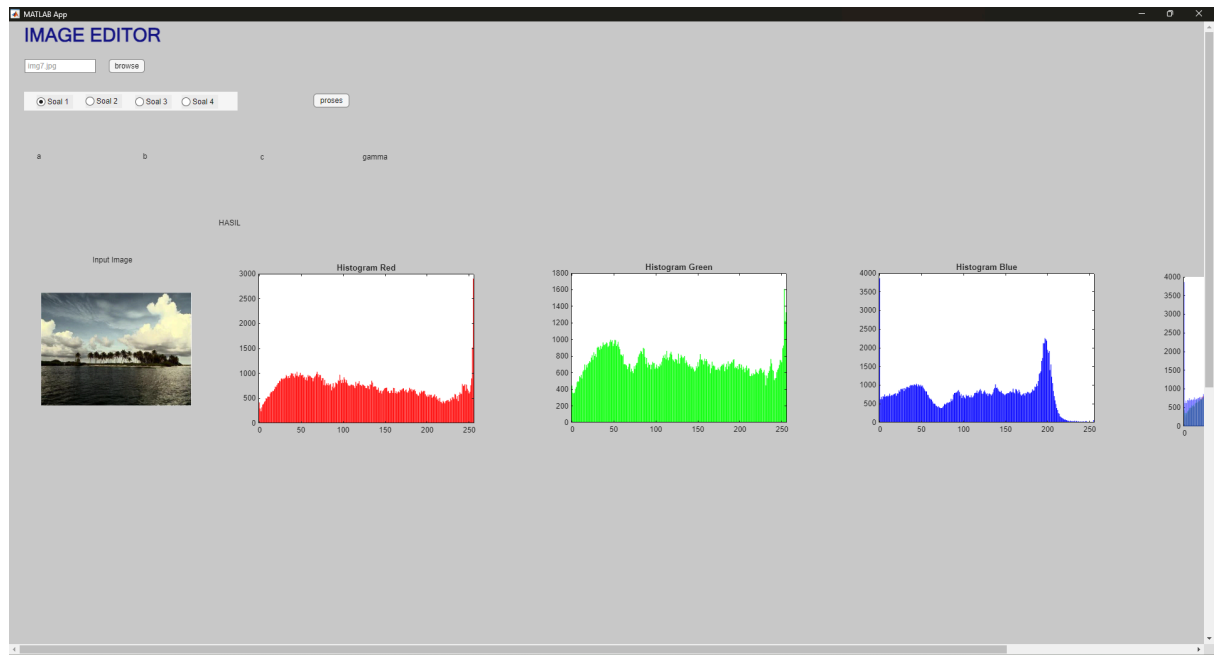 MATLAB App
IMAGE EDITOR
img7.jpg browse
Soal 1 Soal 2 Soal 3 Soal 4 proses
a b c gamma
HASIL
Input Image
Histogram Red
3000
2500
2000
1500
1000
500
0
0 50 100 150 200 250
Histogram Green
1800
1600
1400
1200
1000
800
600
400
200
0
0 50 100 150 200 250
Histogram Blue
4000
3500
3000
2500
2000
1500
1000
500
0
0 50 100 150 200 250
4000
3500
3000
2500
2000
1500
1000
500
0
0